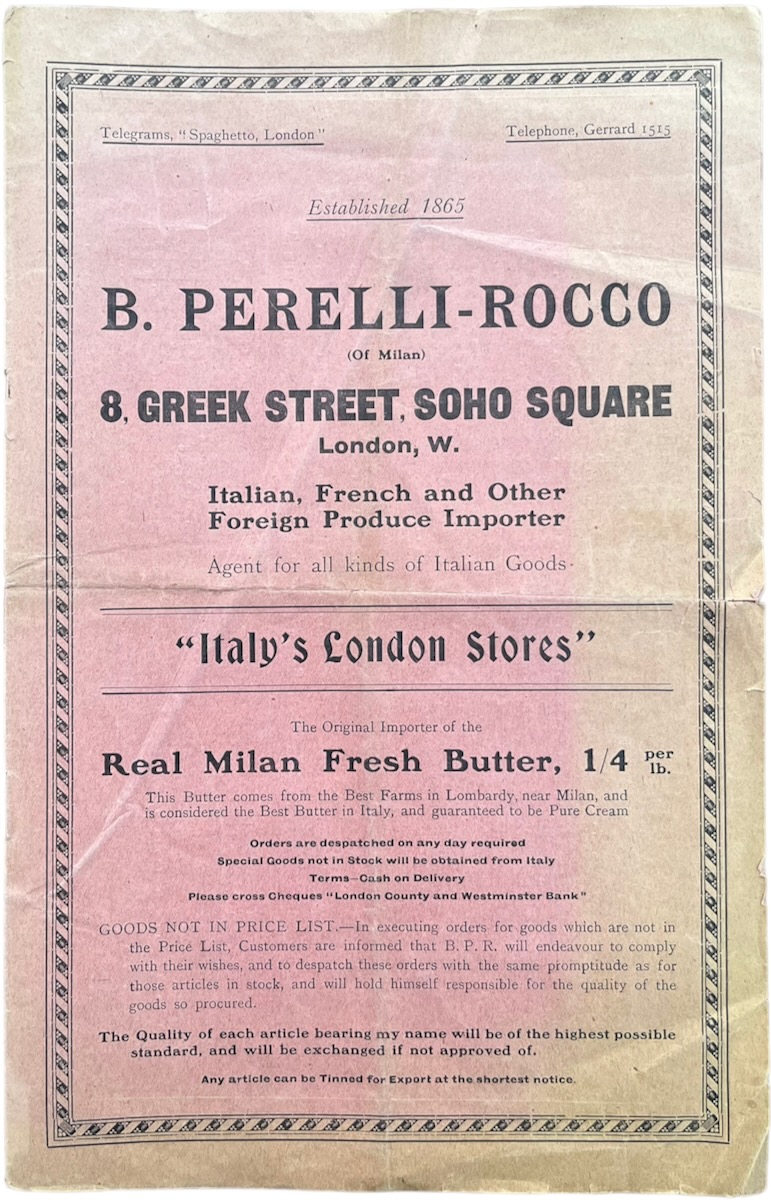 Telegrams, "Spaghetto, London"
Telephone, Gerrard 1515
Established 1865
B. PERELLI-ROCCO
(Of Milan)
8, GREEK STREET, SOHO SQUARE
London, W.
Italian, French and Other
Foreign Produce Importer
Agent for all kinds of Italian Goods.
"Italy's London Stores"
The Original Importer of the
Real Milan Fresh Butter, 1/4 per lb.
This Butter comes from the Best Farms in Lombardy, near Milan, and
is considered the Best Butter in Italy, and guaranteed to be Pure Cream
Orders are despatched on any day required
Special Goods not in Stock will be obtained from Italy
Terms—Cash on Delivery
Please cross Cheques "London County and Westminster Bank"
GOODS NOT IN PRICE LIST.—In executing orders for goods which are not in
the Price List, Customers are informed that B. P. R. will endeavour to comply
with their wishes, and to despatch these orders with the same promptitude as for
those articles in stock, and will hold himself responsible for the quality of the
goods so procured.
The Quality of each article bearing my name will be of the highest possible
standard, and will be exchanged if not approved of.
Any article can be Tinned for Export at the shortest notice.